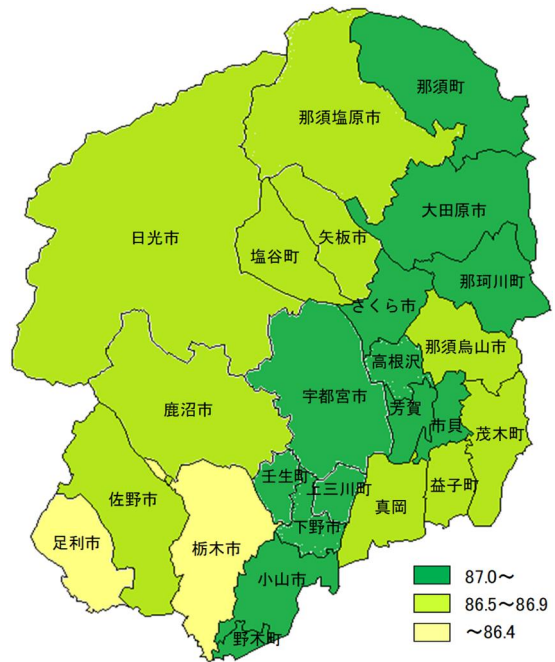 那須町
那須塩原市
大田原市
日光市
矢板市
塩谷町
那珂川町
さくら市
那須烏山市
高根沢
宇都宮市
芳賀
市貝
茂木町
鹿沼市
壬生町
上三川町
真岡
益子町
佐野市
下野市
足利市
栃木市
小山市
野木町
87.0～
86.5～86.9
～86.4